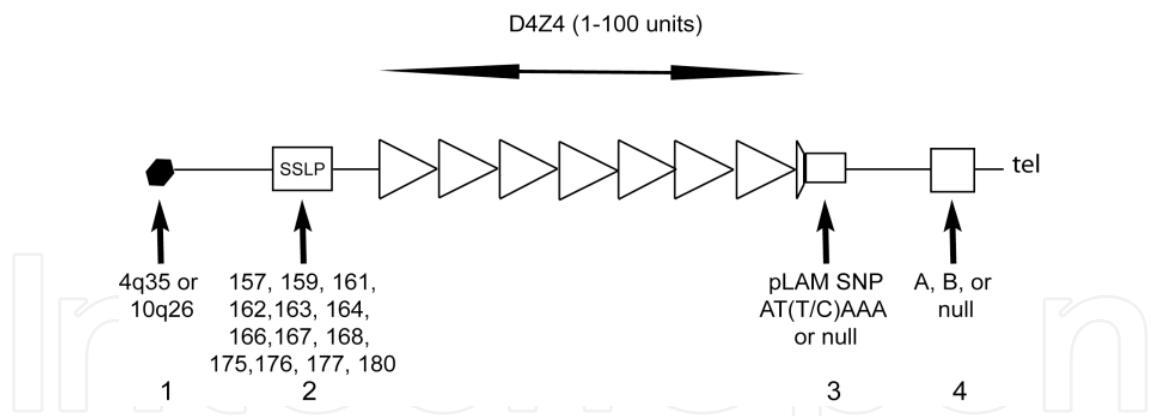 D4Z4 (1-100 units)
SSLP
tel
4q35 or
10q26
157, 159, 161,
162,163, 164,
166,167, 168,
175,176, 177, 180
pLAM SNP
AT(T/C)AAA
or null
A, B, or
null
1
2
3
4